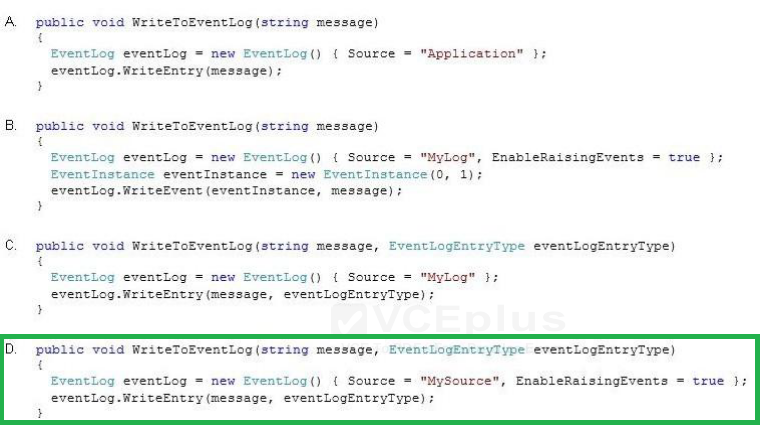 A. public void WriteToEventLog(string message)
{
EventLog eventLog = new EventLog() { Source = "Application" };
eventLog.WriteEntry(message);
}
B. public void WriteToEventLog(string message)
{
EventLog eventLog = new EventLog() { Source = "MyLog", EnableRaisingEvents = true };
EventInstance eventInstance = new EventInstance(0, 1);
eventLog.WriteEvent(eventInstance, message);
}
C. public void WriteToEventLog(string message, EventLogEntryType eventLogEntryType)
{
EventLog eventLog = new EventLog() { Source = "MyLog" };
eventLog.WriteEntry(message, eventLogEntryType);
}
VCEplus
D. public void WriteToEventLog(string message, EventLogEntryType eventLogEntryType)
{
EventLog eventLog = new EventLog() { Source = "MySource", EnableRaisingEvents = true };
eventLog.WriteEntry(message, eventLogEntryType);
}